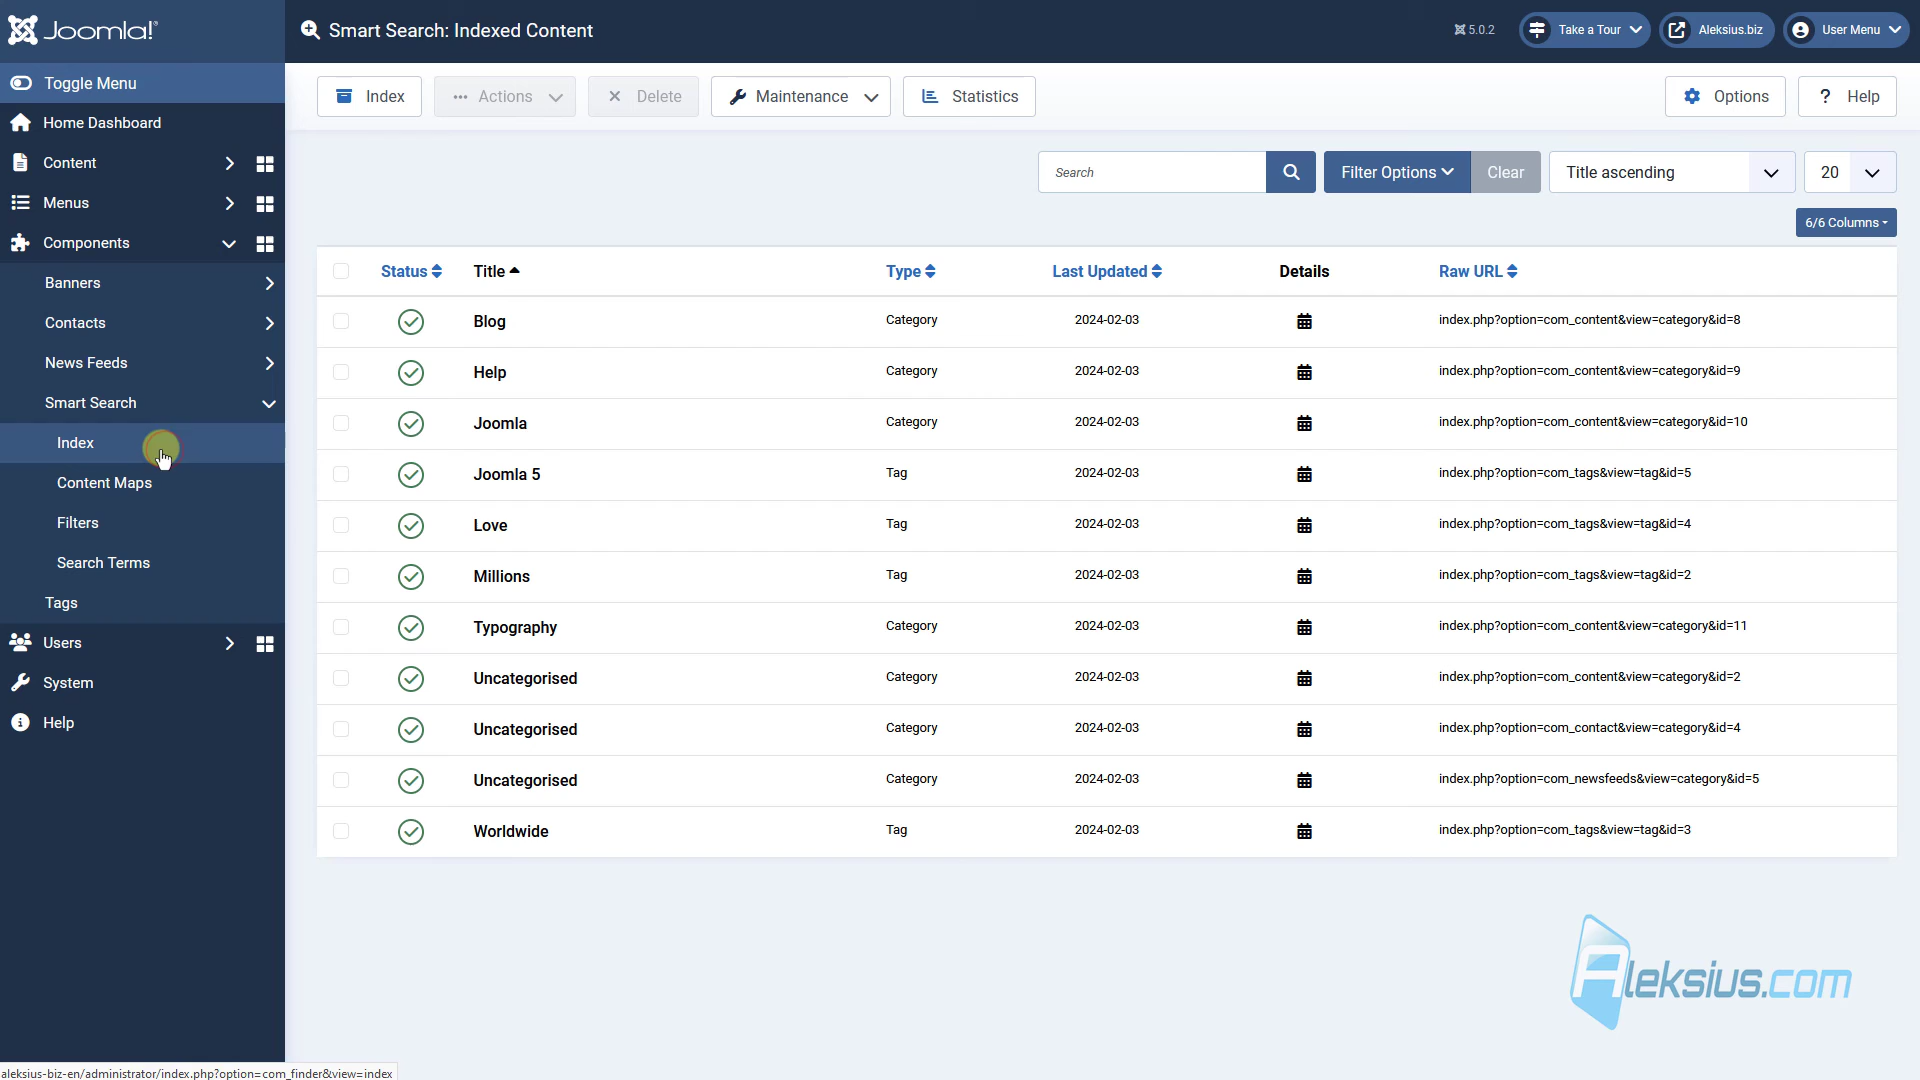 Joomla!
Smart Search: Indexed Content
5.0.2
Take a Tour
Aleksius.biz
User Menu
Toggle Menu
Home Dashboard
Content
Menus
Components
Banners
Contacts
News Feeds
Smart Search
Index
Content Maps
Filters
Search Terms
Tags
Users
System
Help
Index
Actions
Delete
Maintenance
Statistics
Options
? Help
Search
Filter Options
Clear
Title ascending
20
6/6 Columns
Status Title Type Last Updated Details Raw URL
Blog Category 2024-02-03 index.php?option=com_content&view=category&id=8
Help Category 2024-02-03 index.php?option=com_content&view=category&id=9
Joomla Category 2024-02-03 index.php?option=com_content&view=category&id=10
Joomla 5 Tag 2024-02-03 index.php?option=com_tags&view=tag&id=5
Love Tag 2024-02-03 index.php?option=com_tags&view=tag&id=4
Millions Tag 2024-02-03 index.php?option=com_tags&view=tag&id=2
Typography Category 2024-02-03 index.php?option=com_content&view=category&id=11
Uncategorised Category 2024-02-03 index.php?option=com_content&view=category&id=2
Uncategorised Category 2024-02-03 index.php?option=com_contact&view=category&id=4
Uncategorised Category 2024-02-03 index.php?option=com_newsfeeds&view=category&id=5
Worldwide Tag 2024-02-03 index.php?option=com_tags&view=tag&id=3
Aleksius.com
aleksius-biz-en/administrator/index.php?option=com_finder&view=index